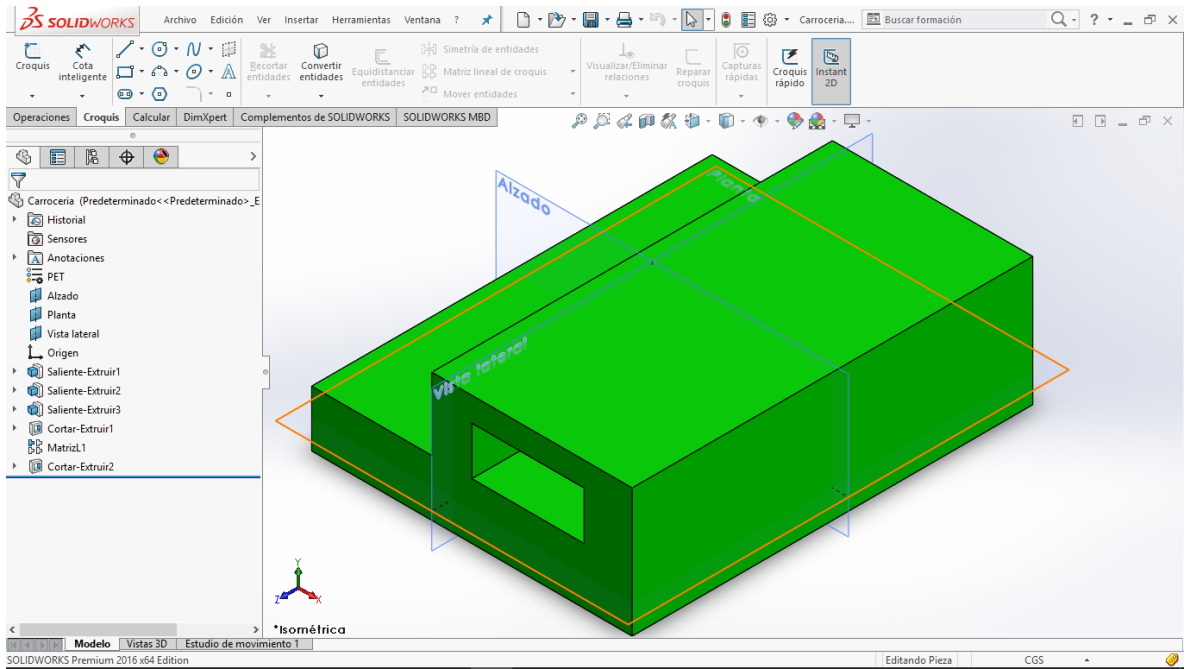 SOLIDWORKS Archivo Edición Ver Insertar Herramientas Ventana ? Carroceria.... Buscar formación ?
Croquis Cota inteligente Recortar entidades Convertir entidades Equidistanciar entidades Simetría de entidades Visualizar/Eliminar relaciones Reparar croquis Capturas rápidas Croquis rápido Instant 2D
Matriz lineal de croquis
Mover entidades
Operaciones Croquis Calcular DimXpert Complementos de SOLIDWORKS SOLIDWORKS MBD
Carroceria (Predeterminado<<Predeterminado>_E
Historial
Sensores
Anotaciones
PET
Alzado
Planta
Vista lateral
Origen
Saliente-Extruir1
Saliente-Extruir2
Saliente-Extruir3
Cortar-Extruir1
MatrizL1
Cortar-Extruir2
Alzado
Planta
Vista lateral
Y
Z
X
*Isométrica
Modelo Vistas 3D Estudio de movimiento 1
SOLIDWORKS Premium 2016 x64 Edition Editando Pieza CGS